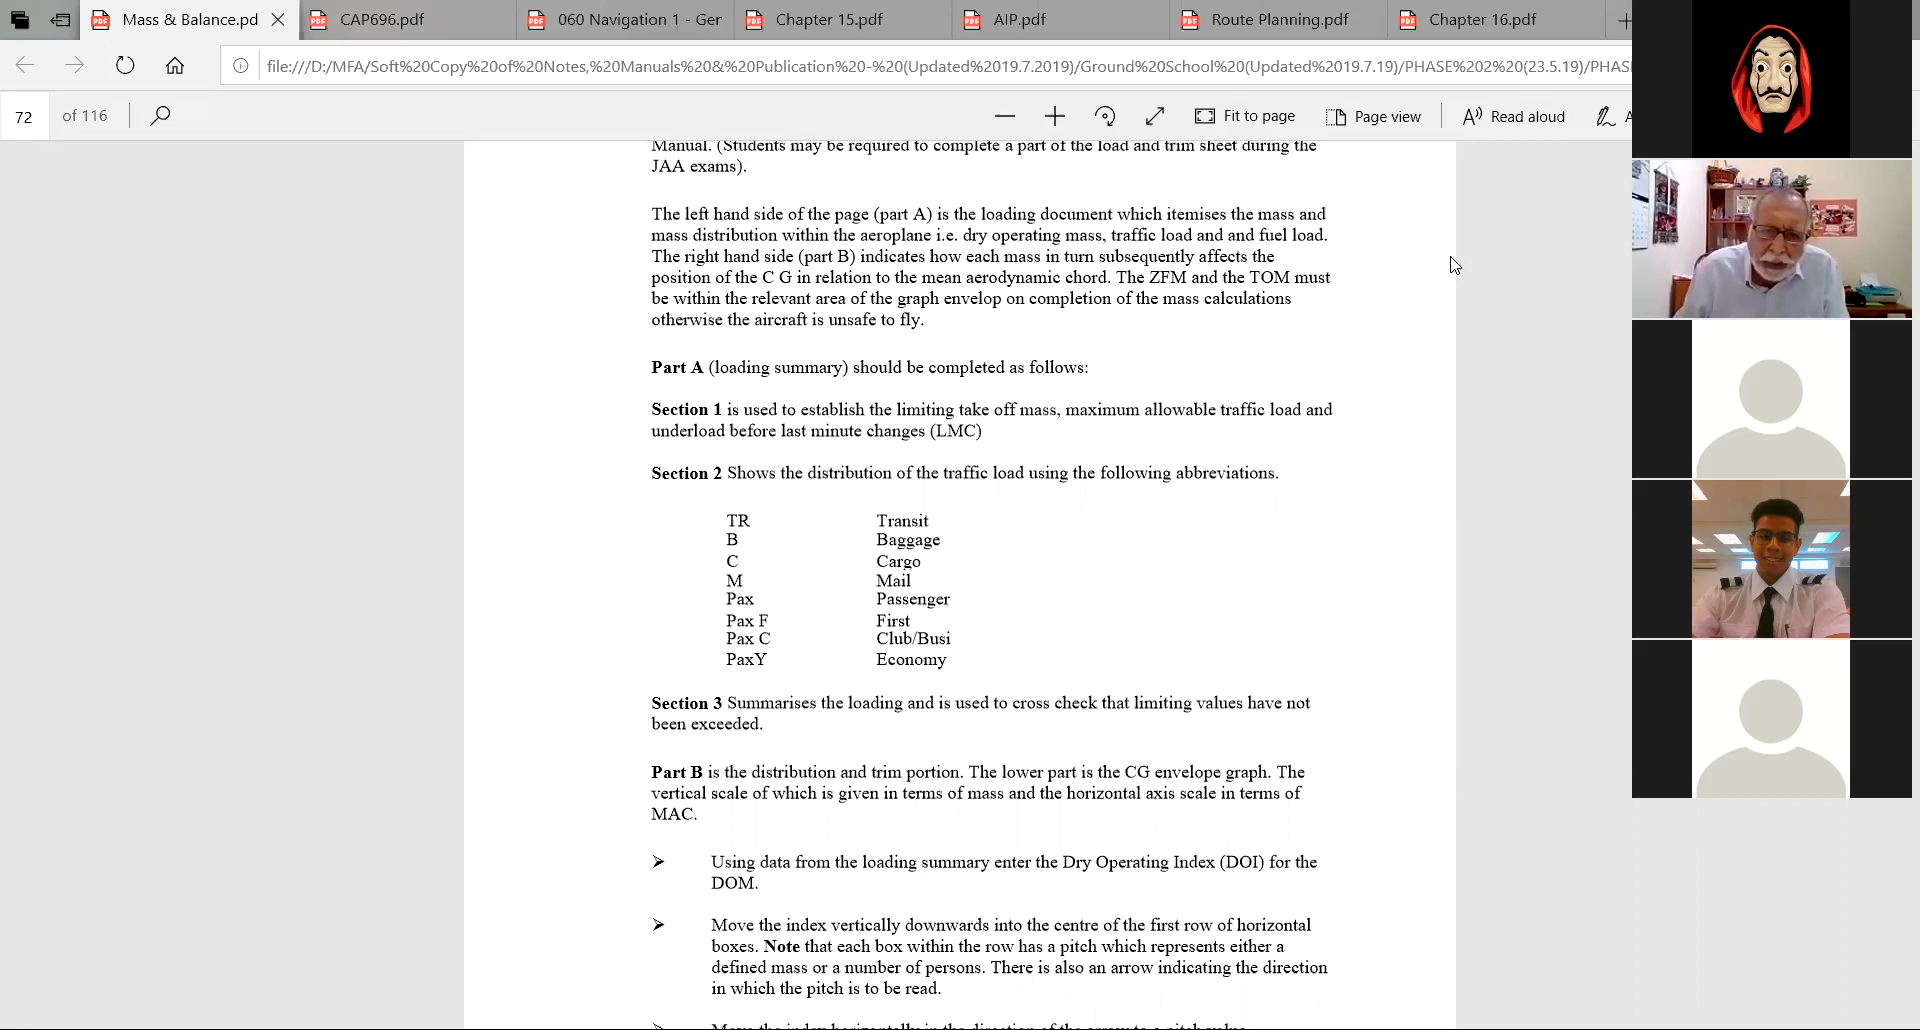 Mass & Balance.pd
CAP696.pdf
060 Navigation 1 - Ger
Chapter 15.pdf
AIP.pdf
Route Planning.pdf
Chapter 16.pdf
file:///D:/MFA/Soft%20Copy%20of%20Notes,%20Manuals%20&%20Publication%20-%20(Updated%2019.7.2019)/Ground%20School%20(Updated%2019.7.19)/PHASE%202%20(23.5.19)/PHAS
72 of 116
Fit to page
Page view
Read aloud
A
Manual. (Students may be required to complete a part of the load and trim sheet during the
JAA exams).
The left hand side of the page (part A) is the loading document which itemises the mass and
mass distribution within the aeroplane i.e. dry operating mass, traffic load and and fuel load.
The right hand side (part B) indicates how each mass in turn subsequently affects the
position of the C G in relation to the mean aerodynamic chord. The ZFM and the TOM must
be within the relevant area of the graph envelop on completion of the mass calculations
otherwise the aircraft is unsafe to fly.
Part A (loading summary) should be completed as follows:
Section 1 is used to establish the limiting take off mass, maximum allowable traffic load and
underload before last minute changes (LMC)
Section 2 Shows the distribution of the traffic load using the following abbreviations.
TR Transit
B Baggage
C Cargo
M Mail
Pax Passenger
Pax F First
Pax C Club/Busi
PaxY Economy
Section 3 Summarises the loading and is used to cross check that limiting values have not
been exceeded.
Part B is the distribution and trim portion. The lower part is the CG envelope graph. The
vertical scale of which is given in terms of mass and the horizontal axis scale in terms of
MAC.
Using data from the loading summary enter the Dry Operating Index (DOI) for the
DOM.
Move the index vertically downwards into the centre of the first row of horizontal
boxes. Note that each box within the row has a pitch which represents either a
defined mass or a number of persons. There is also an arrow indicating the direction
in which the pitch is to be read.
Move the index horizontally in the direction of the arrow to a pitch value